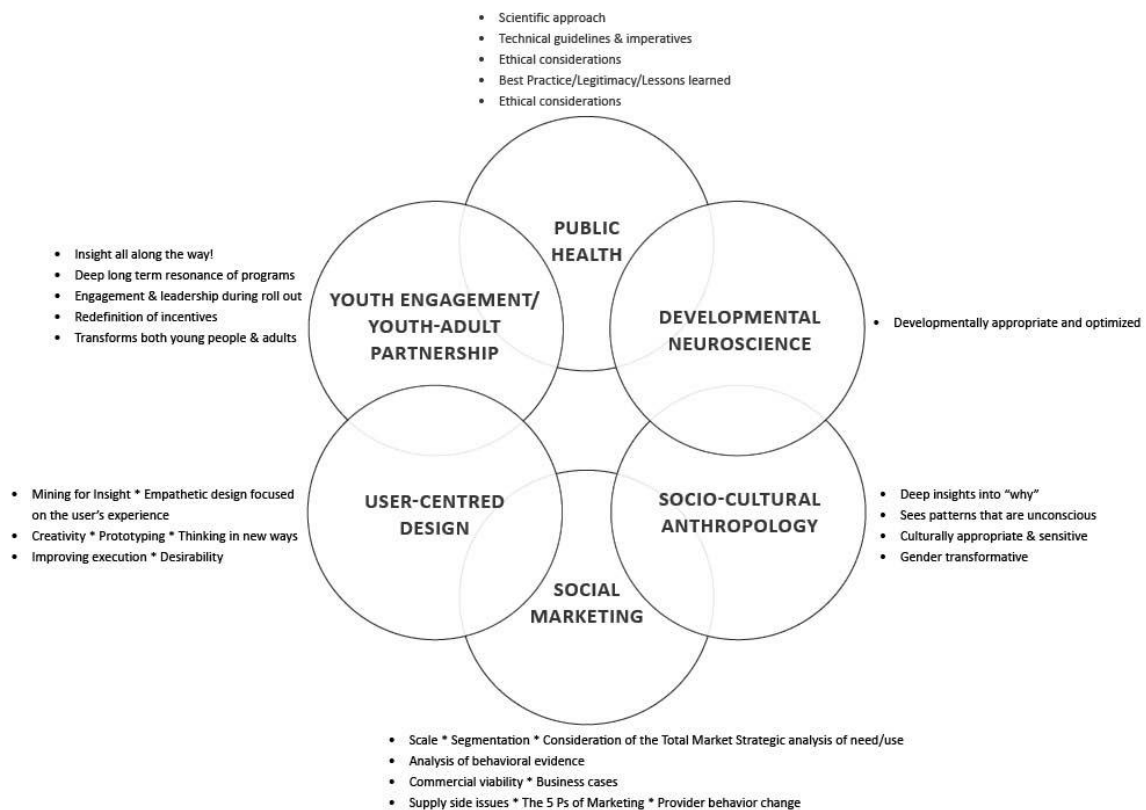 • Scientific approach
• Technical guidelines & imperatives
• Ethical considerations
• Best Practice/Legitimacy/Lessons learned
• Ethical considerations
PUBLIC
HEALTH
• Insight all along the way!
• Deep long term resonance of programs
• Engagement & leadership during roll out
• Redefinition of incentives
• Transforms both young people & adults
YOUTH ENGAGEMENT/
YOUTH-ADULT
PARTNERSHIP
DEVELOPMENTAL
NEUROSCIENCE
• Developmentally appropriate and optimized
• Mining for Insight * Empathetic design focused
on the user's experience
• Creativity * Prototyping * Thinking in new ways
• Improving execution * Desirability
USER-CENTRED
DESIGN
SOCIO-CULTURAL
ANTHROPOLOGY
• Deep insights into “why”
• Sees patterns that are unconscious
• Culturally appropriate & sensitive
• Gender transformative
SOCIAL
MARKETING
• Scale * Segmentation * Consideration of the Total Market Strategic analysis of need/use
• Analysis of behavioral evidence
• Commercial viability * Business cases
• Supply side issues * The 5 Ps of Marketing * Provider behavior change